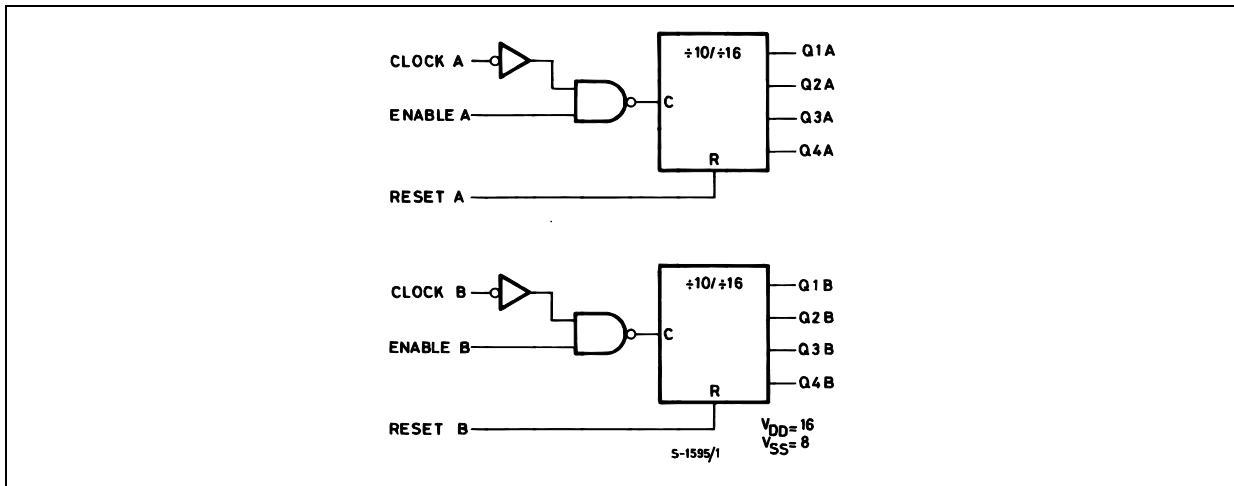 CLOCK A
ENABLE A
RESET A
÷10/÷16
C
R
Q1A
Q2A
Q3A
Q4A
CLOCK B
ENABLE B
RESET B
÷10/÷16
C
R
Q1B
Q2B
Q3B
Q4B
VDD=16
VSS=8
S-1595/1